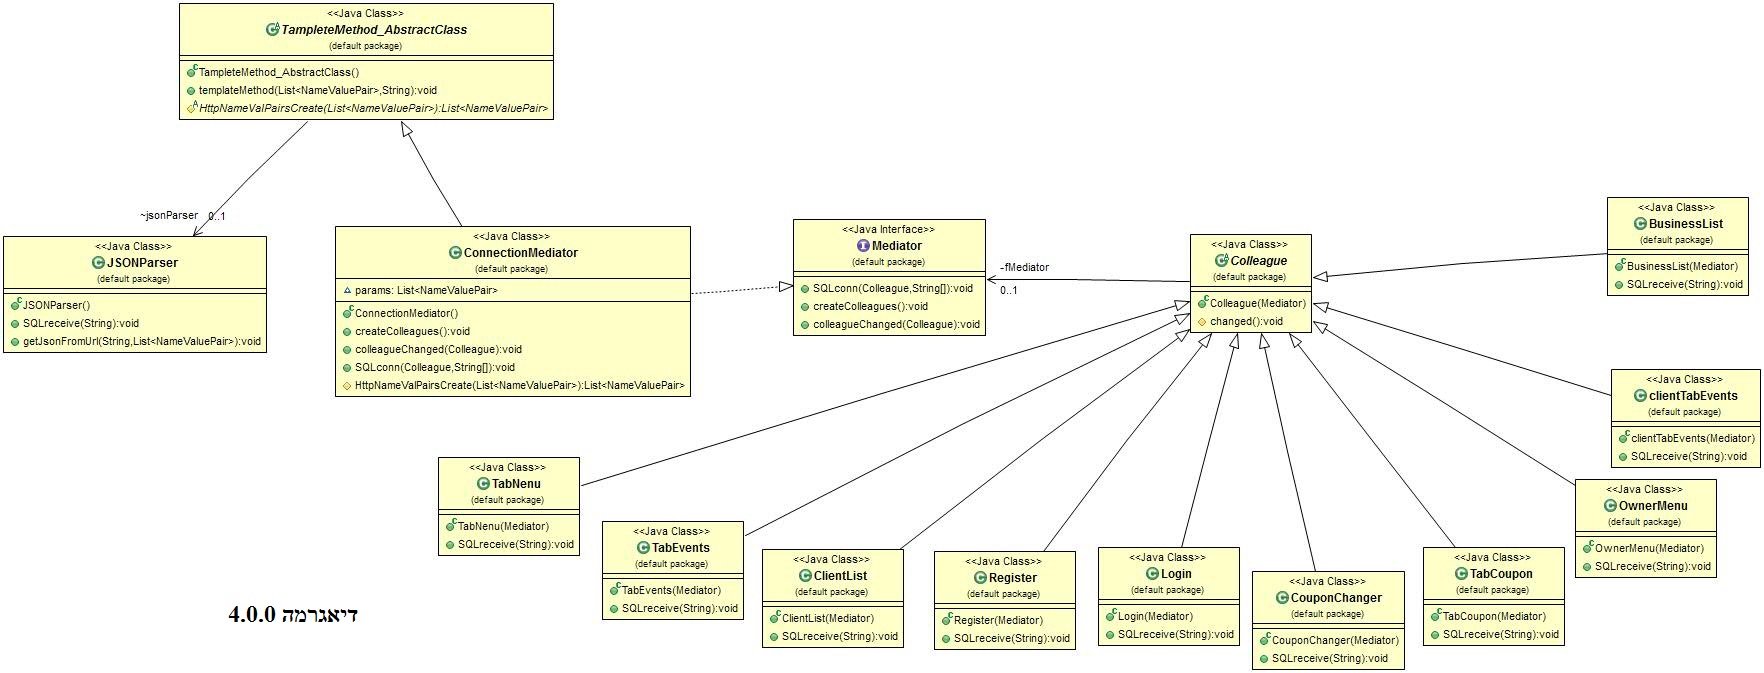 <<Java Class>>
TampleteMethod_AbstractClass
(default package)
TampleteMethod_AbstractClass()
templateMethod(List<NameValuePair>,String):void
HttpNameValPairsCreate(List<NameValuePair>):List<NameValuePair>
~jsonParser
0..1
<<Java Class>>
JSONParser
(default package)
JSONParser()
SQLreceive(String):void
getJsonFromUrl(String,List<NameValuePair>):void
<<Java Class>>
ConnectionMediator
(default package)
params: List<NameValuePair>
ConnectionMediator()
createColleagues():void
colleagueChanged(Colleague):void
SQLconn(Colleague,String[]):void
HttpNameValPairsCreate(List<NameValuePair>):List<NameValuePair>
<<Java Interface>>
Mediator
(default package)
SQLconn(Colleague,String[]):void
createColleagues():void
colleagueChanged(Colleague):void
-fMediator
0..1
<<Java Class>>
Colleague
(default package)
Colleague(Mediator)
changed():void
<<Java Class>>
BusinessList
(default package)
BusinessList(Mediator)
SQLreceive(String):void
<<Java Class>>
clientTabEvents
(default package)
clientTabEvents(Mediator)
SQLreceive(String):void
<<Java Class>>
TabNenu
(default package)
TabNenu(Mediator)
SQLreceive(String):void
<<Java Class>>
TabEvents
(default package)
TabEvents(Mediator)
SQLreceive(String):void
<<Java Class>>
ClientList
(default package)
ClientList(Mediator)
SQLreceive(String):void
<<Java Class>>
Register
(default package)
Register(Mediator)
SQLreceive(String):void
<<Java Class>>
Login
(default package)
Login(Mediator)
SQLreceive(String):void
<<Java Class>>
CouponChanger
(default package)
CouponChanger(Mediator)
SQLreceive(String):void
<<Java Class>>
TabCoupon
(default package)
TabCoupon(Mediator)
SQLreceive(String):void
<<Java Class>>
OwnerMenu
(default package)
OwnerMenu(Mediator)
SQLreceive(String):void
דיאגרמה 4.0.0